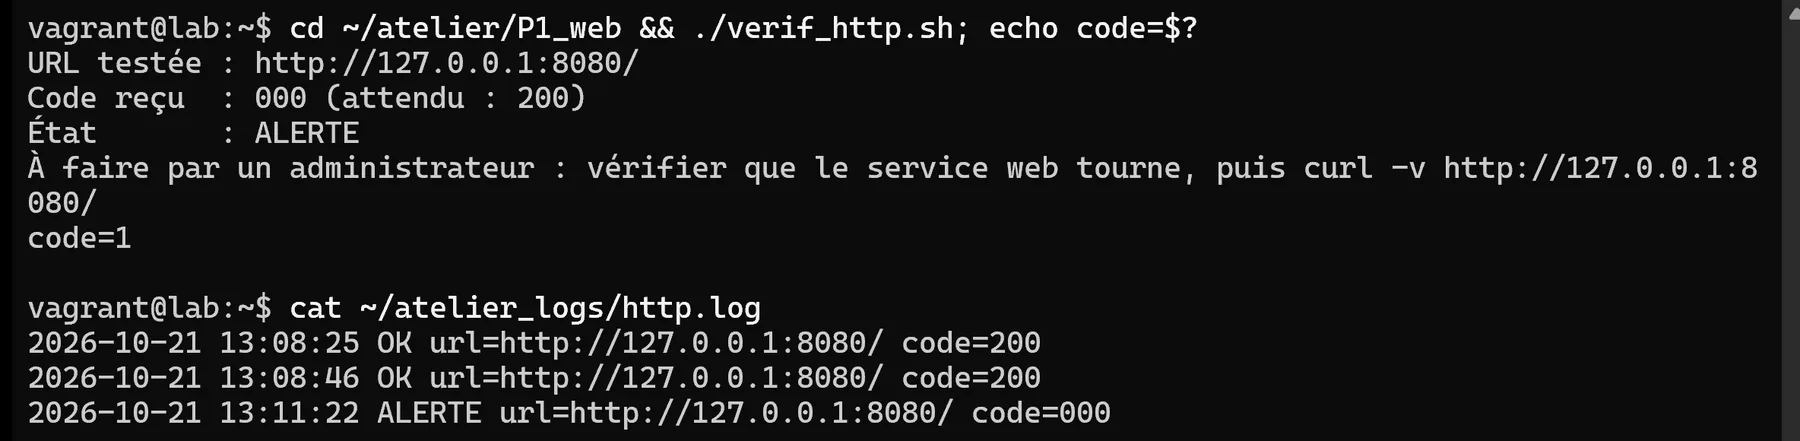 vagrant@lab:~$ cd ~/atelier/P1_web && ./verif_http.sh; echo code=$?
URL testée : http://127.0.0.1:8080/
Code reçu  : 000 (attendu : 200)
État       : ALERTE
À faire par un administrateur : vérifier que le service web tourne, puis curl -v http://127.0.0.1:8
080/
code=1
vagrant@lab:~$ cat ~/atelier_logs/http.log
2026-10-21 13:08:25 OK url=http://127.0.0.1:8080/ code=200
2026-10-21 13:08:46 OK url=http://127.0.0.1:8080/ code=200
2026-10-21 13:11:22 ALERTE url=http://127.0.0.1:8080/ code=000